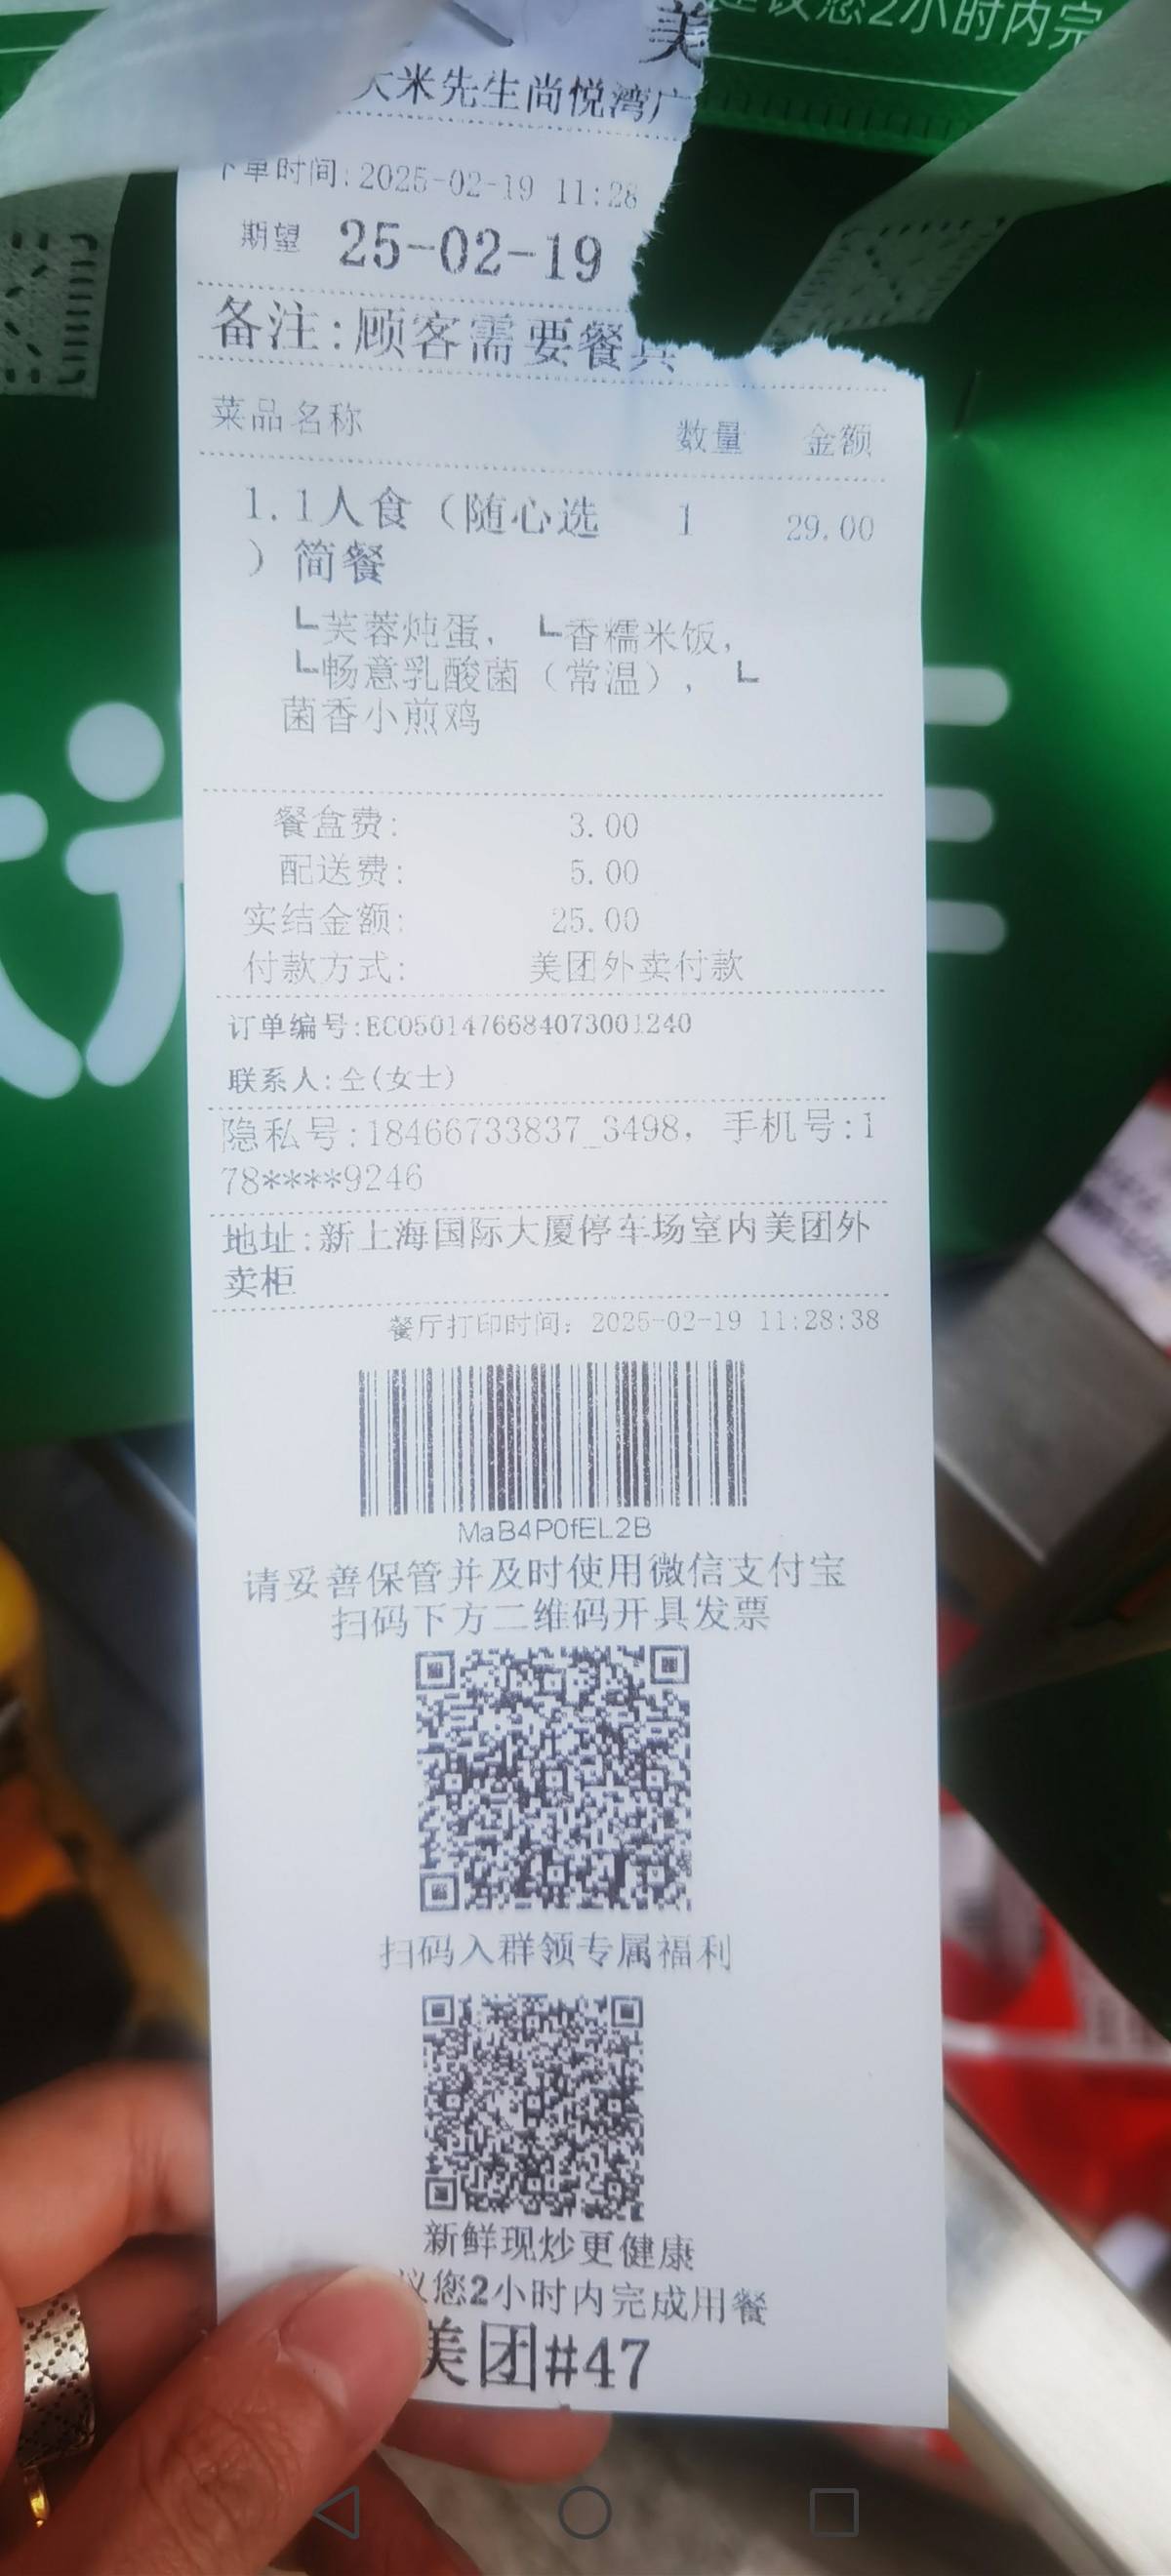 建议您2小时内完
美
大米先生尚悦湾广
下单时间:2025-02-19 11:28
期望 25-02-19
备注:顾客需要餐具
菜品名称 数量 金额
1.1人食（随心选 1 29.00
）简餐
┗芙蓉炖蛋, ┗香糯米饭,
┗畅意乳酸菌（常温）, ┗
菌香小煎鸡
餐盒费: 3.00
配送费: 5.00
实结金额: 25.00
付款方式: 美团外卖付款
订单编号:EC0501476684073001240
联系人:仝(女士)
隐私号:18466733837_3498, 手机号:1
78****9246
地址:新上海国际大厦停车场室内美团外
卖柜
餐厅打印时间: 2025-02-19 11:28:38
MaB4P0fEL2B
请妥善保管并及时使用微信支付宝
扫码下方二维码开具发票
扫码入群领专属福利
新鲜现炒更健康
议您2小时内完成用餐
美团#47